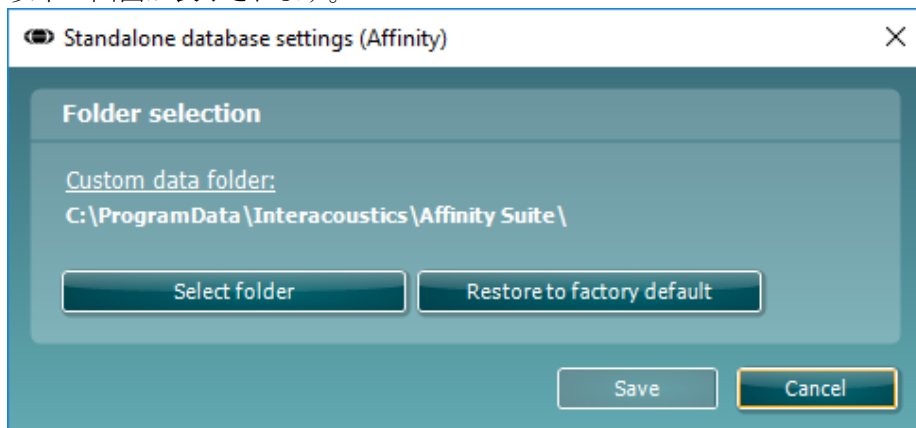 Standalone database settings (Affinity)
Folder selection
Custom data folder:
C:\ProgramData\Interacoustics\Affinity Suite\
Select folder
Restore to factory default
Save
Cancel